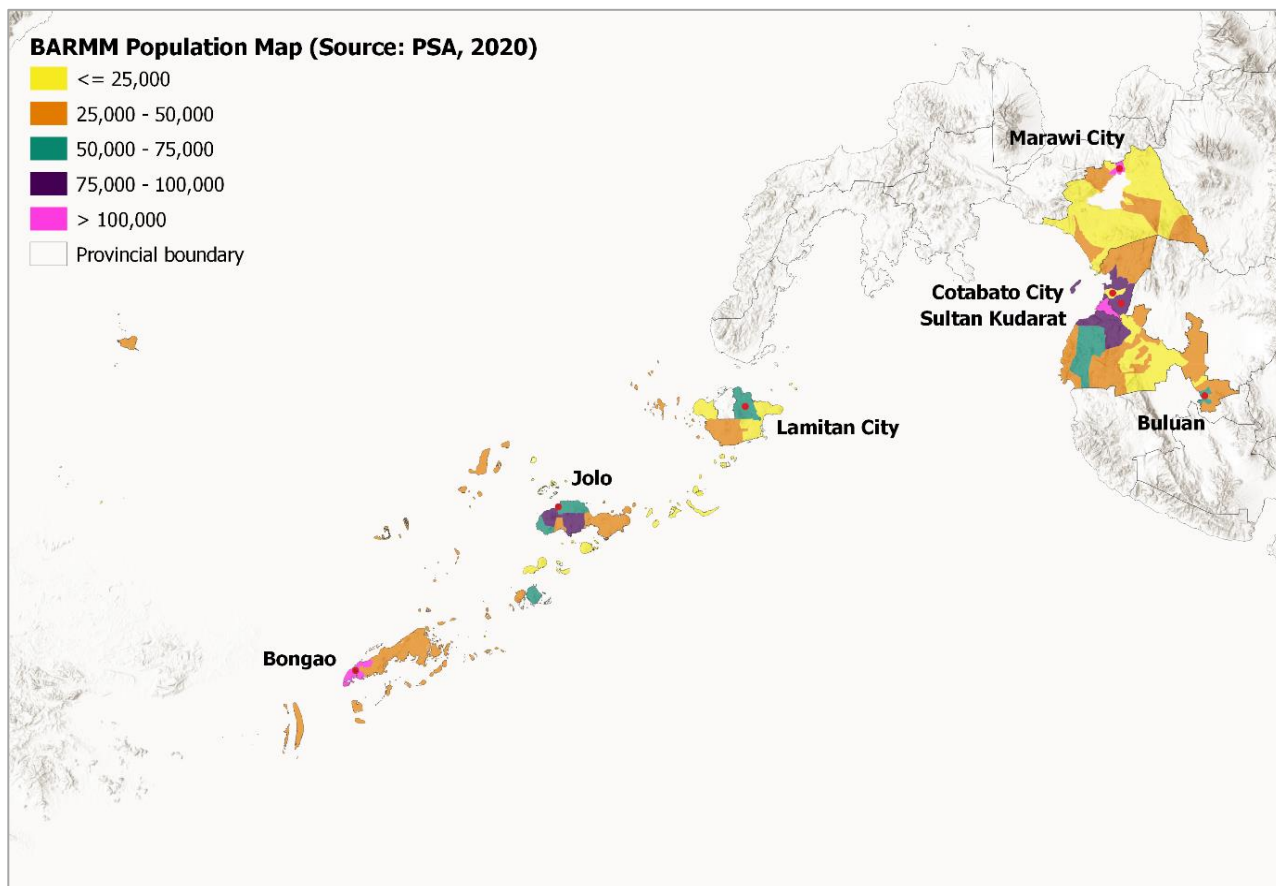 BARMM Population Map (Source: PSA, 2020)
<= 25,000
25,000 - 50,000
50,000 - 75,000
75,000 - 100,000
> 100,000
Provincial boundary
Marawi City
Cotabato City
Sultan Kudarat
Buluan
Lamitan City
Jolo
Bongao